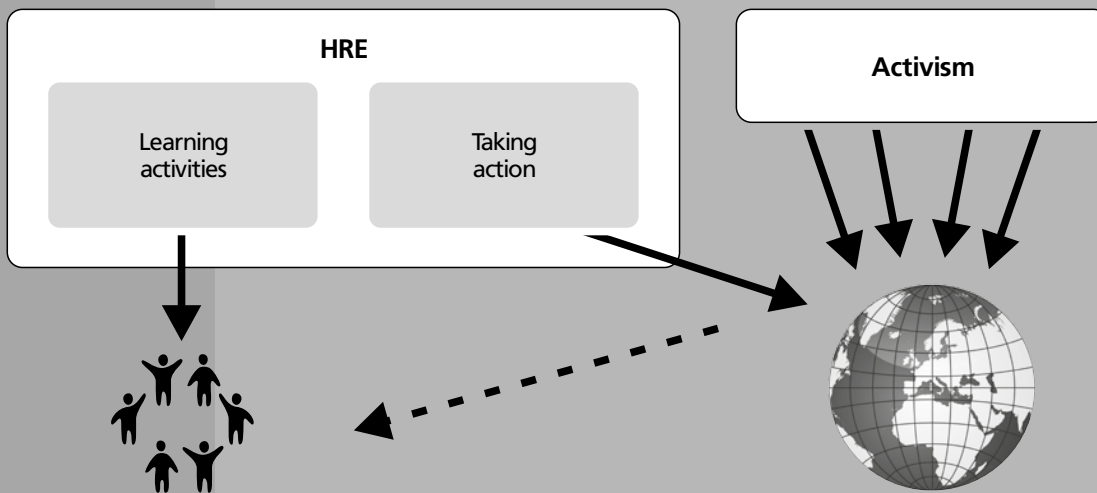 HRE
Learning
activities
Taking
action
Activism